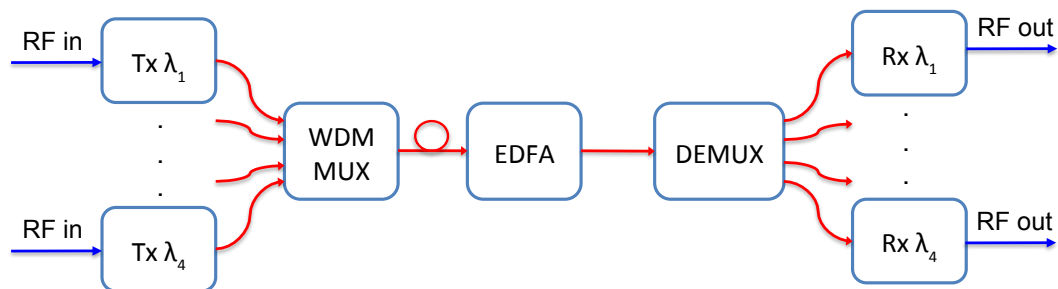 RF in
Tx λ1
.
.
.
RF in
Tx λ4
WDM
MUX
EDFA
DEMUX
Rx λ1
RF out
.
.
.
Rx λ4
RF out